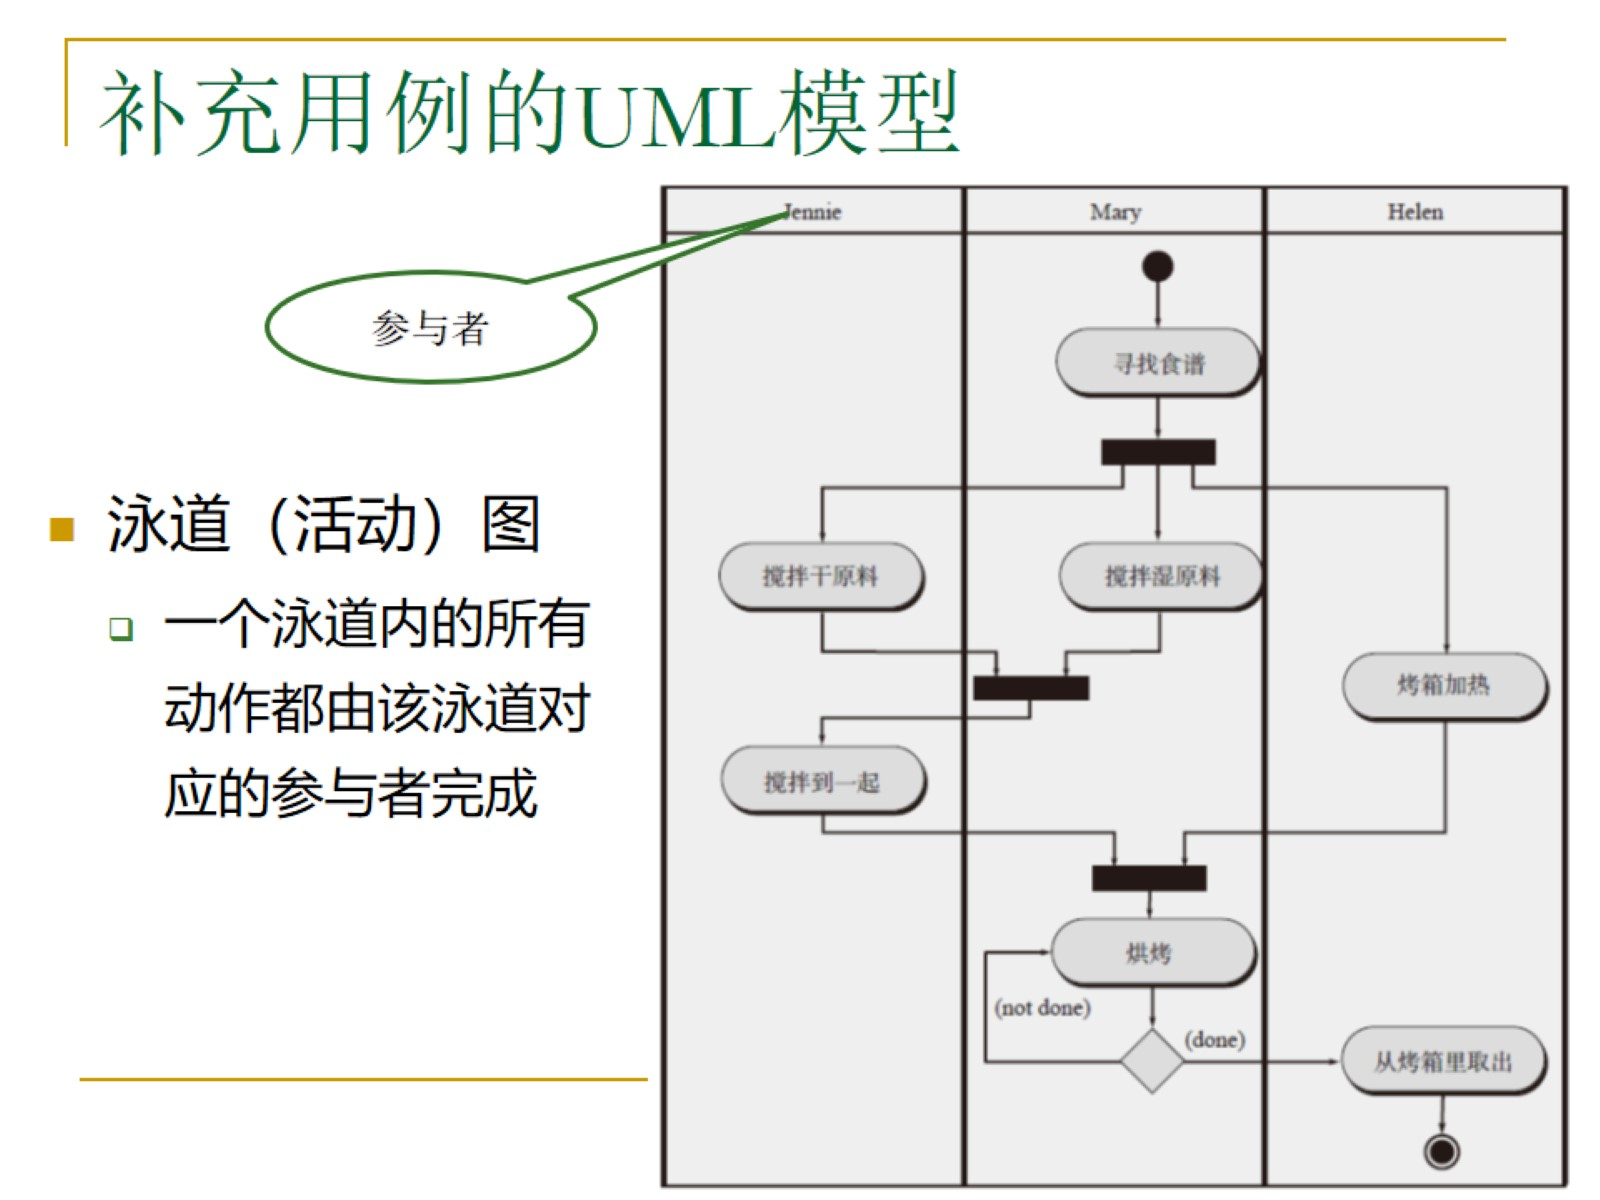 补充用例的UML模型
Jennie
Mary
Helen
参与者
寻找食谱
泳道（活动）图
一个泳道内的所有
动作都由该泳道对
应的参与者完成
搅拌干原料
搅拌湿原料
烤箱加热
搅拌到一起
烘烤
(not done)
(done)
从烤箱里取出